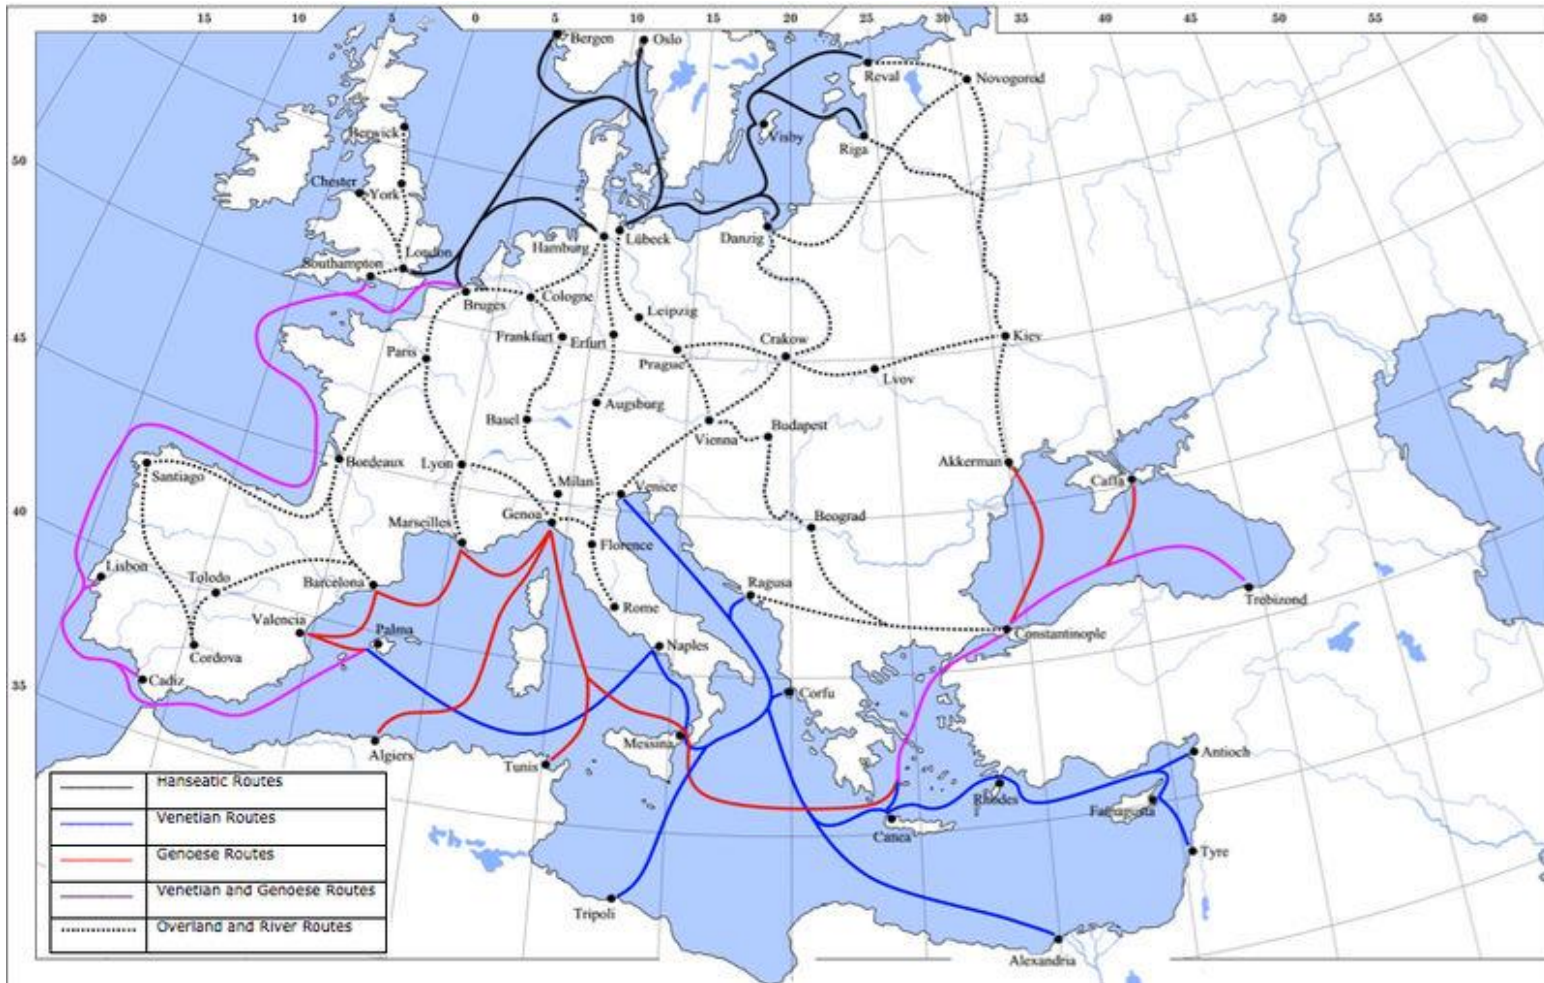 20
10
5
0
5
10
15
20
25
30
35
40
45
50
55
60
50
45
40
35
Bergen
Oslo
Reval
Novogorod
Berwick
Visby
Riga
Chester
York
London
Southampton
Hamburg
Lübeck
Danzig
Bruges
Cologne
Leipzig
Frankfurt
Erfurt
Crakow
Kiev
Paris
Prague
Lvov
Augsburg
Basel
Vienna
Budapest
Bordeaux
Lyon
Akkerman
Santiago
Milan
Venice
Caffa
Genoa
Marseilles
Beograd
Florence
Lisbon
Toledo
Barcelona
Ragusa
Trebizond
Rome
Valencia
Palma
Constantinople
Naples
Cordova
Cadiz
Corfu
Messina
Algiers
Tunis
Antioch
Rhodes
Famagusta
Canea
Tyre
Tripoli
Alexandria
Hanseatic Routes
Venetian Routes
Genoese Routes
Venetian and Genoese Routes
Overland and River Routes